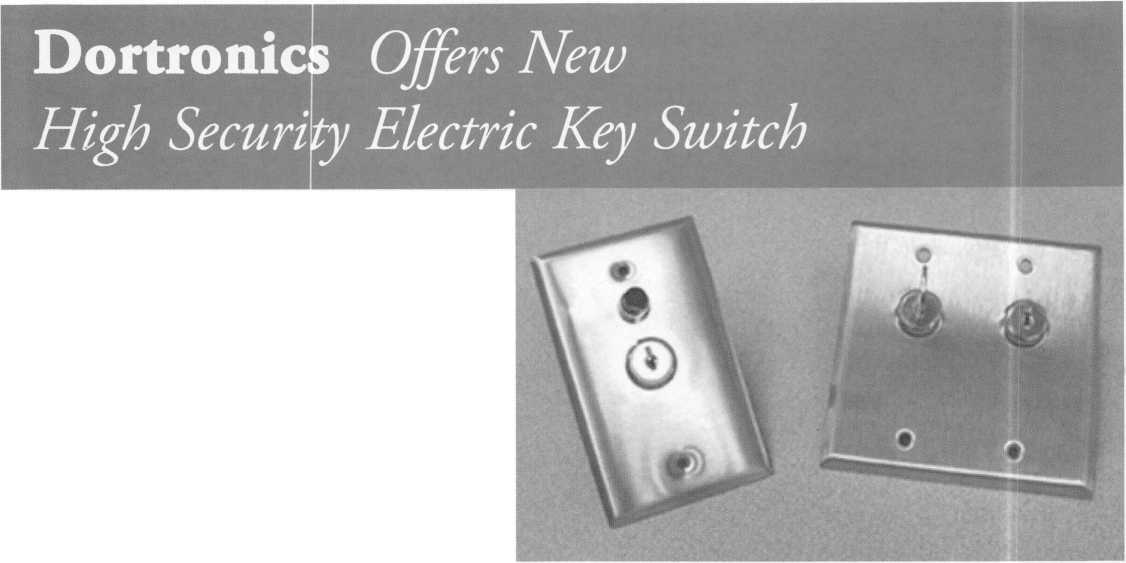 Dortronics Offers New
High Security Electric Key Switch